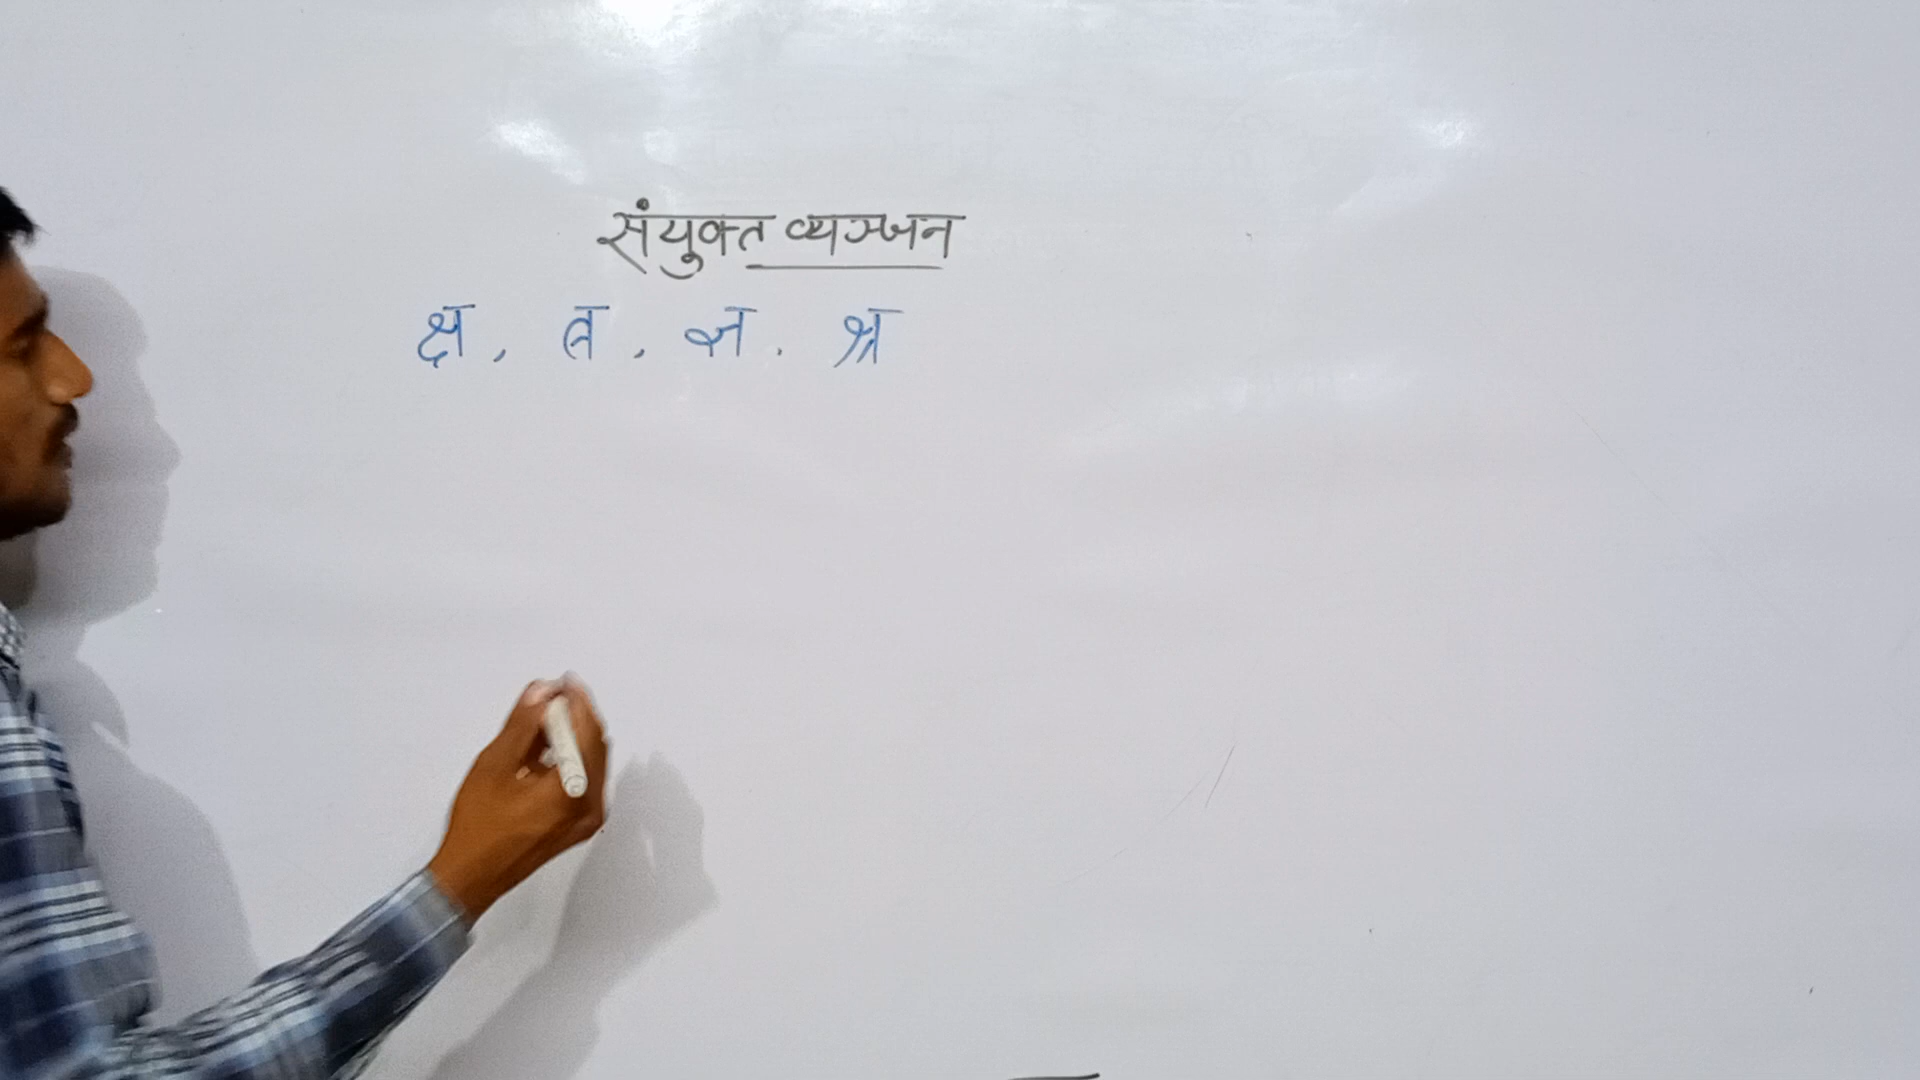 संयुक्त व्यञ्जन
क्ष, त्र, ज्ञ, श्र